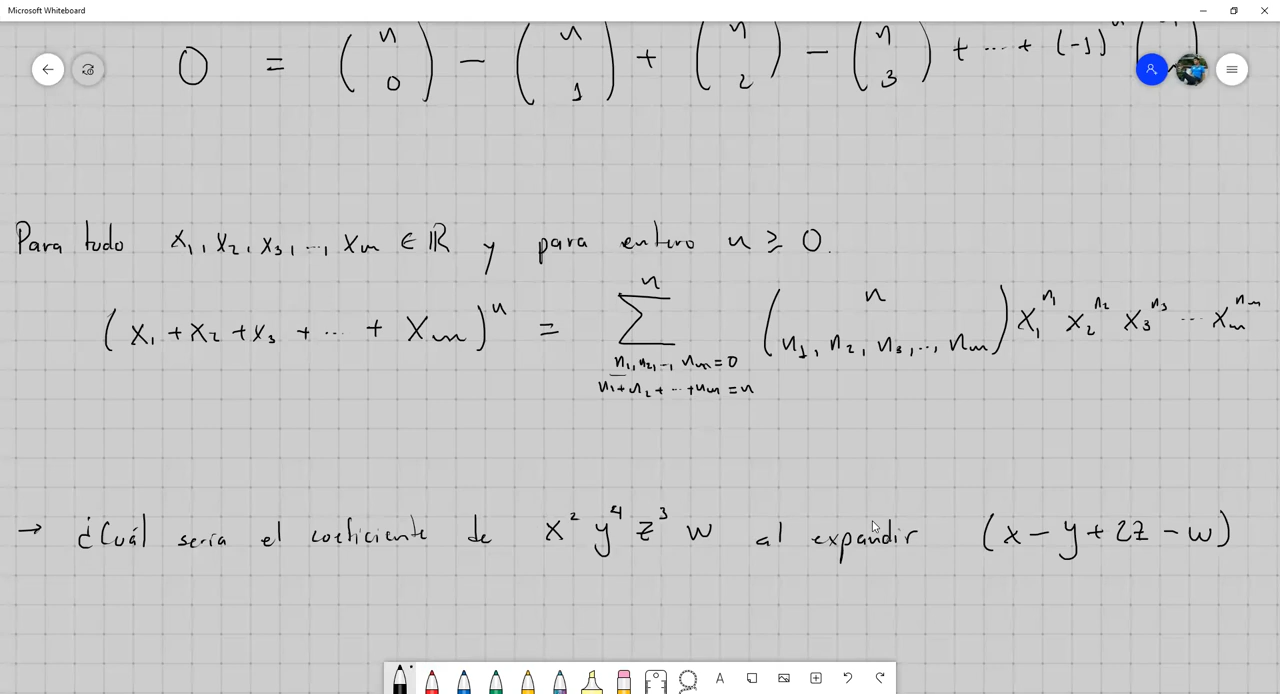 Microsoft Whiteboard
0 = (n 0) − (n 1) + (n 2) − (n 3) + ... + (-1)^n
Para todo x₁, x₂, x₃, ..., xₘ ∈ ℝ y para entero n ≥ 0.
(x₁ + x₂ + x₃ + ... + xₘ)ⁿ = ∑ⁿ (n n₁, n₂, n₃, .., nₘ) x₁^n₁ x₂^n₂ x₃^n₃ ... xₘ^nₘ
n₁, n₂, .., nₘ = 0
n₁ + n₂ + ... + nₘ = n
→ ¿Cuál sería el coeficiente de x² y⁴ z³ w al expandir (x − y + 2z − w)
A